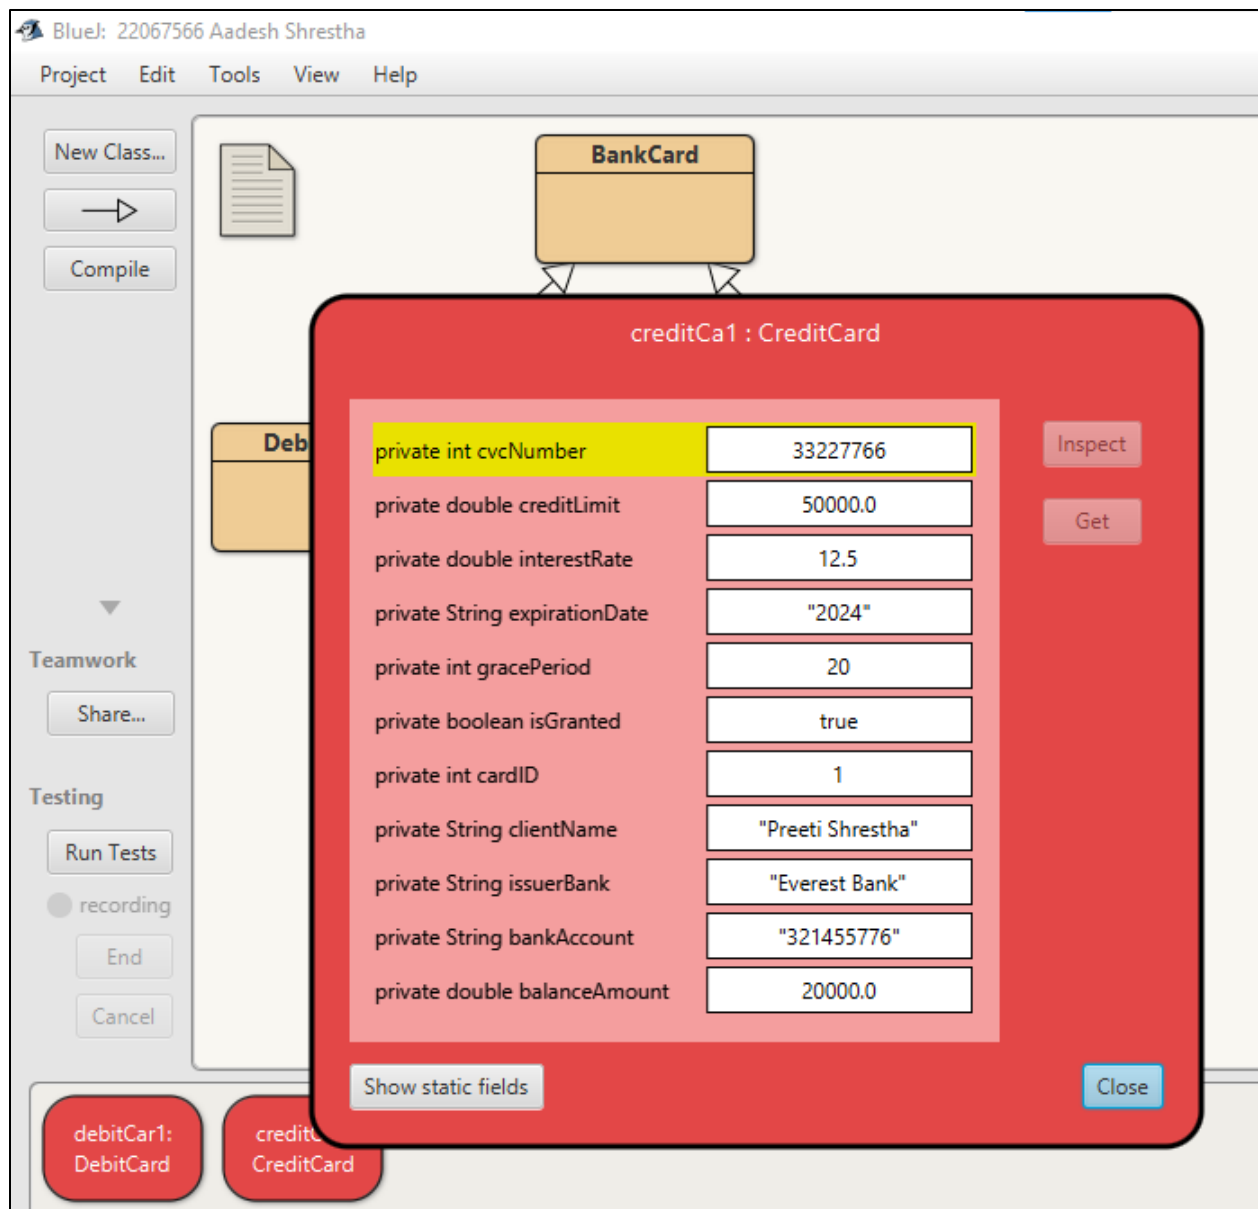 BlueJ: 22067566 Aadesh Shrestha
Project Edit Tools View Help
New Class...
Compile
BankCard
Deb
creditCa1 : CreditCard
private int cvcNumber 33227766
private double creditLimit 50000.0
private double interestRate 12.5
private String expirationDate "2024"
private int gracePeriod 20
private boolean isGranted true
private int cardID 1
private String clientName "Preeti Shrestha"
private String issuerBank "Everest Bank"
private String bankAccount "321455776"
private double balanceAmount 20000.0
Inspect
Get
Show static fields
Close
Teamwork
Share...
Testing
Run Tests
recording
End
Cancel
debitCar1:
DebitCard
credit
CreditCard